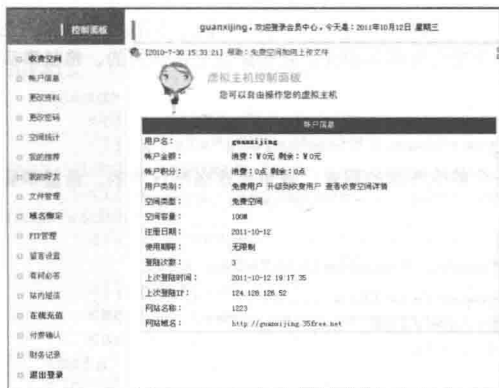 控制面板
guanxijing，欢迎登录会员中心，今天是：2011年10月12日 星期三
[2010-7-30 15:33:21] 帮助：免费空间如何上传文件
虚拟主机控制面板
您可以自由操作您的虚拟主机
收费空间
帐户信息
更改资料
更改密码
空间统计
我的推荐
我的好友
文件管理
域名绑定
FTP管理
留言设置
有问必答
站内短信
在线充值
付费确认
财务记录
退出登录
帐户信息
用户名： guanxijing
帐户金额： 消费：￥0元 剩余：￥0元
帐户积分： 消费：0点 剩余：0点
用户类别： 免费用户 升级到收费用户 查看收费空间详情
空间类型： 免费空间
空间容量： 100M
注册日期： 2011-10-12
使用期限： 无限制
登陆次数： 3
上次登陆时间： 2011-10-12 19:17:35
上次登陆IP： 124.128.128.52
网站名称： 1223
网站域名： http://guanxijing.35free.net